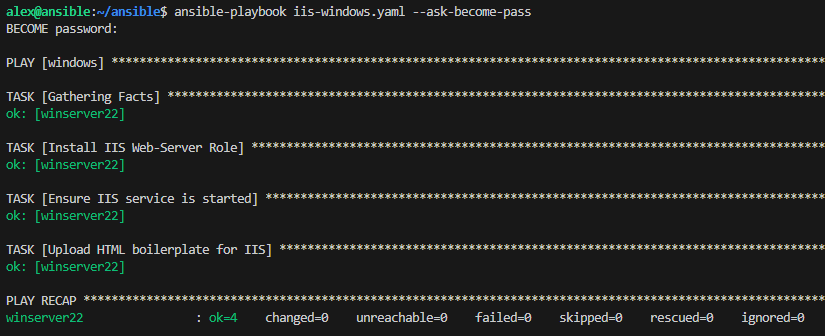 alex@ansible:~/ansible$ ansible-playbook iis-windows.yaml --ask-become-pass
BECOME password:
PLAY [windows] ******************************************************************************************************
TASK [Gathering Facts] **********************************************************************************************
ok: [winserver22]
TASK [Install IIS Web-Server Role] **********************************************************************************
ok: [winserver22]
TASK [Ensure IIS service is started] ********************************************************************************
ok: [winserver22]
TASK [Upload HTML boilerplate for IIS] ******************************************************************************
ok: [winserver22]
PLAY RECAP **********************************************************************************************************
winserver22                : ok=4    changed=0    unreachable=0    failed=0    skipped=0    rescued=0    ignored=0